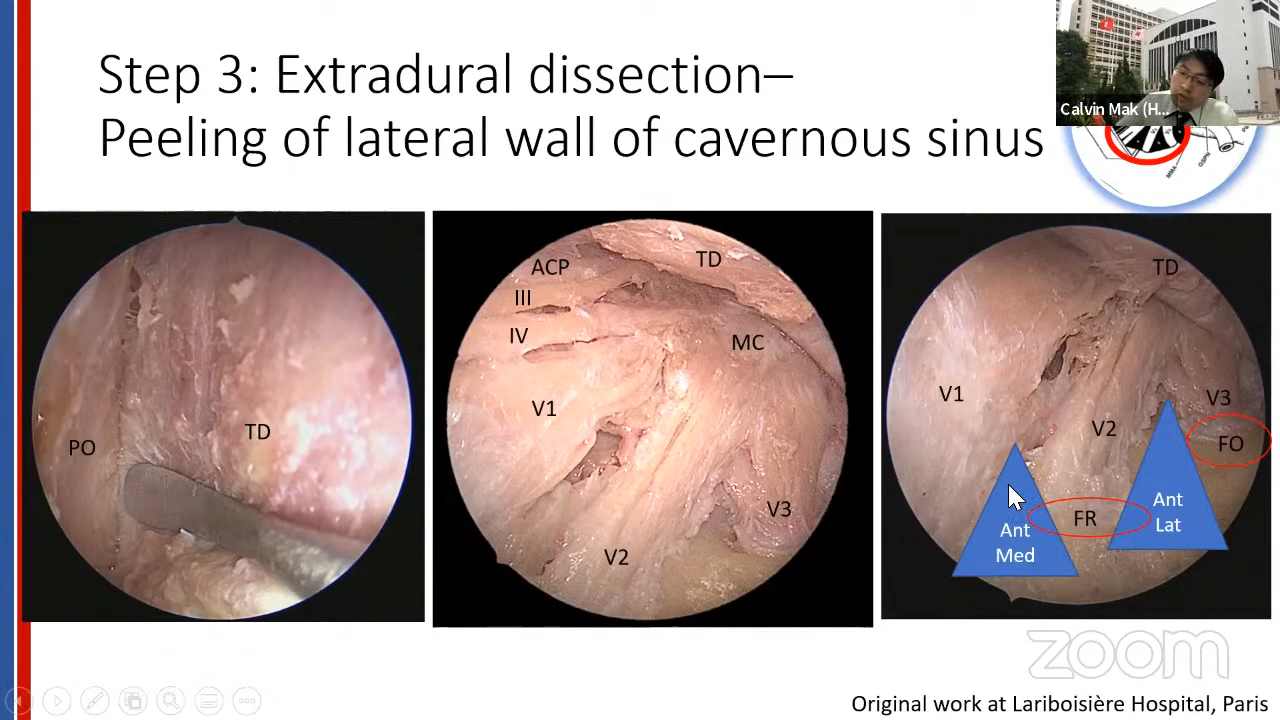 Step 3: Extradural dissection–
Peeling of lateral wall of cavernous sinus
Calvin Mak (H...
MMA
GSPN
PO
TD
ACP
TD
III
IV
MC
V1
V3
V2
TD
V1
V3
V2
FO
Ant
Lat
FR
Ant
Med
zoom
Original work at Lariboisière Hospital, Paris